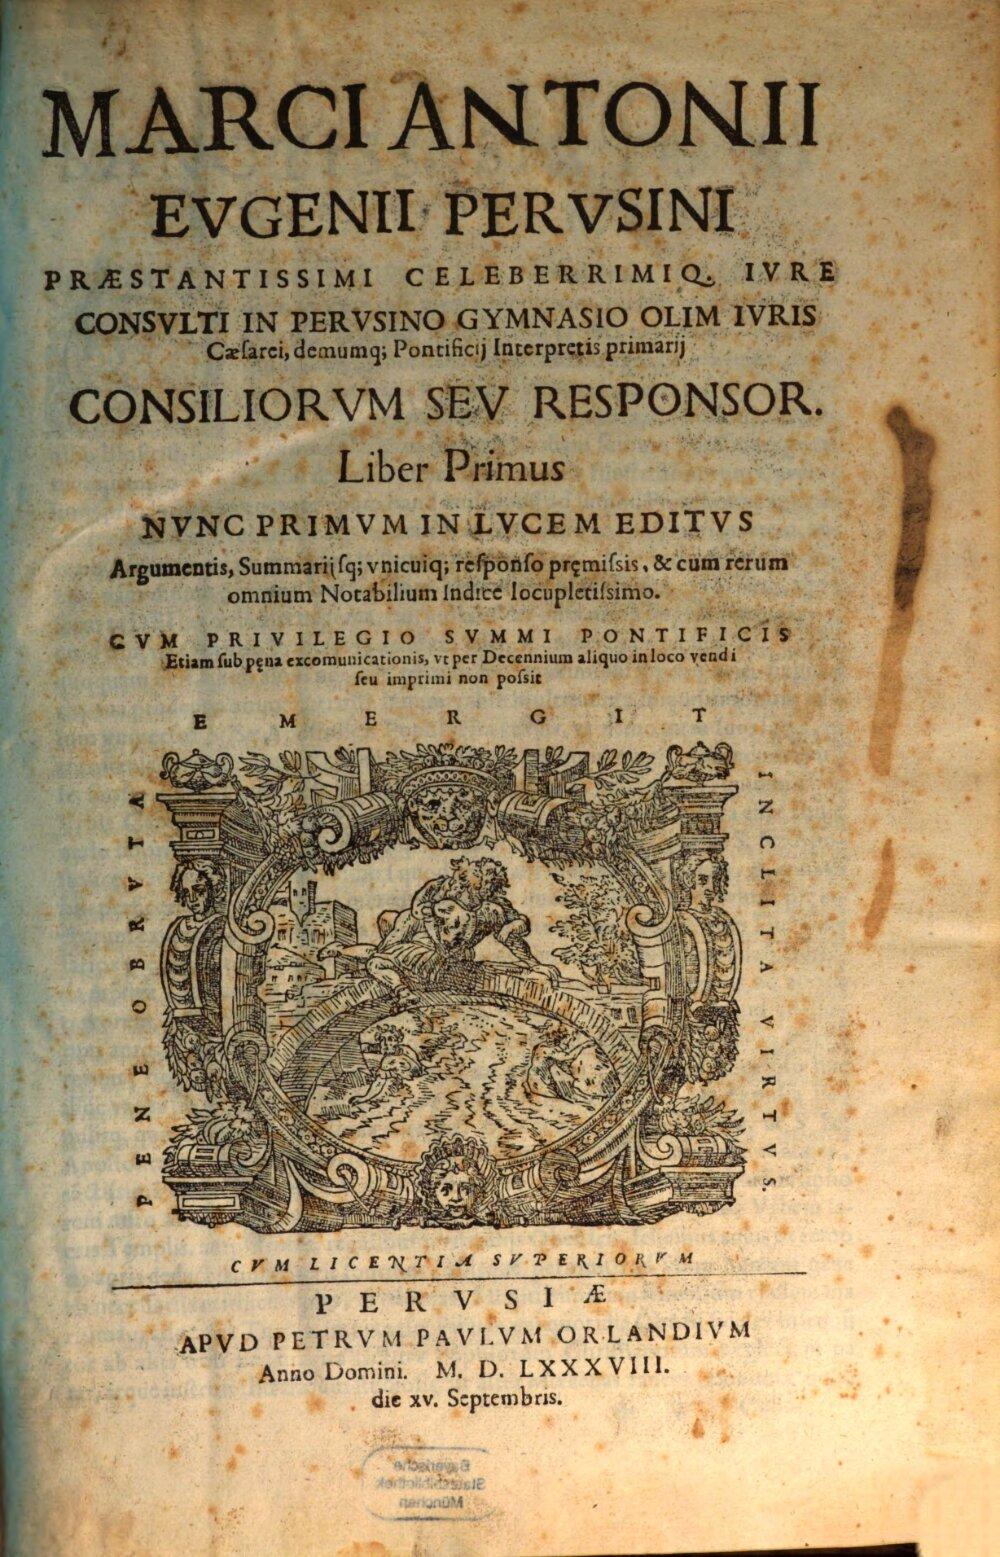 MARCI ANTONII
EVGENII PERVSINI
PRÆSTANTISSIMI CELEBERRIMIQ. IVRE
CONSVLTI IN PERVSINO GYMNASIO OLIM IVRIS
Cæſarei, demumq; Pontificij Interpretis primarij
CONSILIORVM SEV RESPONSOR.
Liber Primus
NVNC PRIMVM IN LVCEM EDITVS
Argumentis, Summarijſq; vnicuiq; reſponſo pręmiſsis, & cum rerum
omnium Notabilium Indice locupletiſsimo.
CVM PRIVILEGIO SVMMI PONTIFICIS
Etiam ſub pęna excomunicationis, vt per Decennium aliquo in loco vendi
ſeu imprimi non poſsit
EMERGIT
PENE OBRVTA
INCLITA VIRTVS.
CVM LICENTIA SVPERIORVM
PERVSIÆ
APVD PETRVM PAVLVM ORLANDIVM
Anno Domini. M. D. LXXXVIII.
die xv. Septembris.
Bayerische
Staatsbibliothek
München